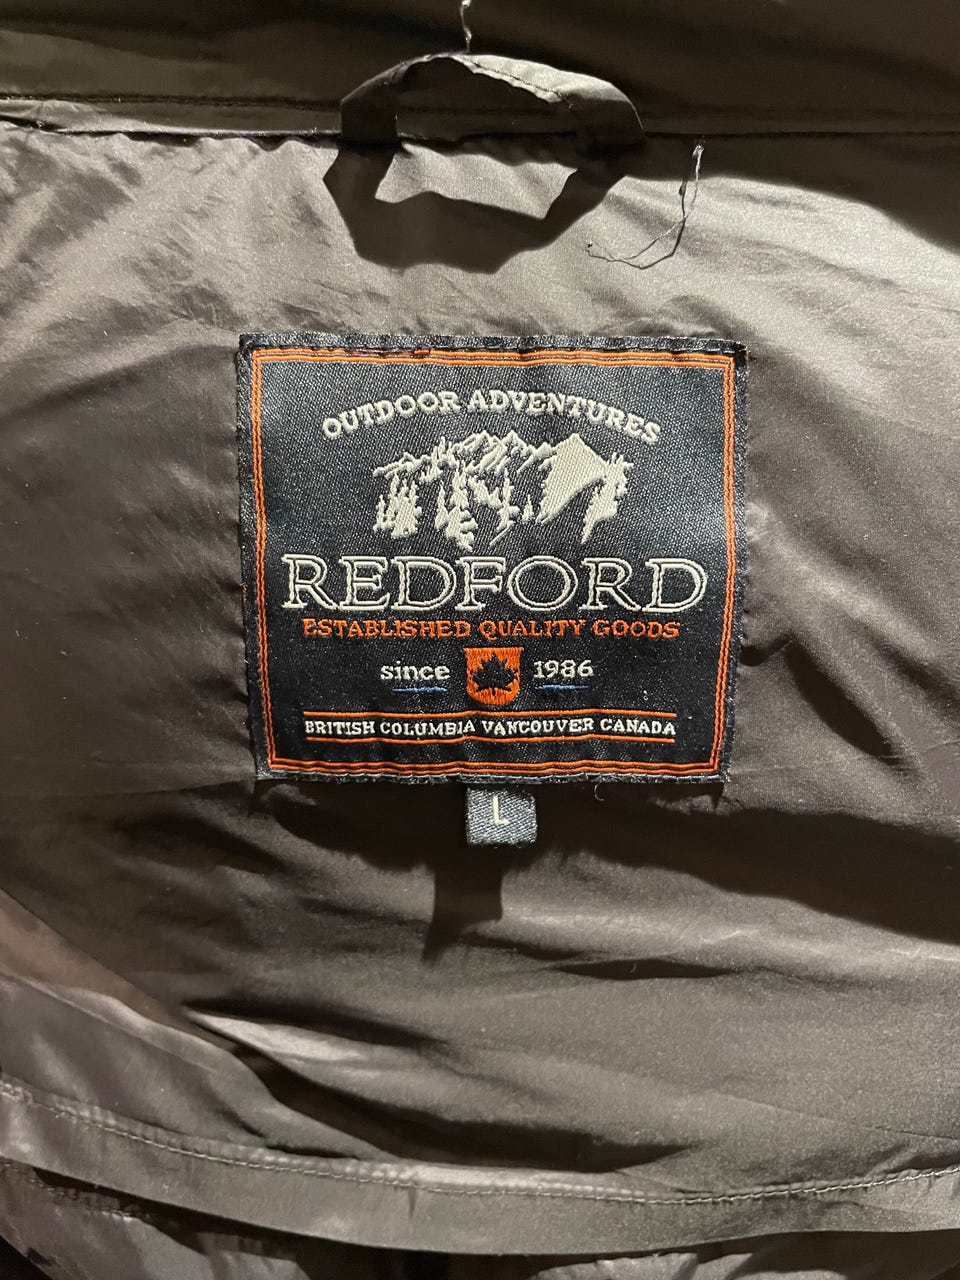 OUTDOOR ADVENTURES
REDFORD
ESTABLISHED QUALITY GOODS
since 1986
BRITISH COLUMBIA VANCOUVER CANADA
L